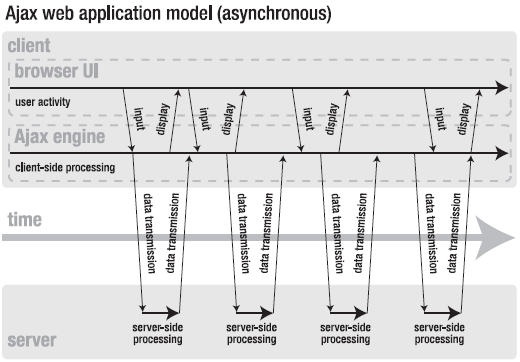 Ajax web application model (asynchronous)
client
browser UI
user activity
input
display
input
display
input
display
input
display
Ajax engine
client-side processing
data transmission
data transmission
data transmission
data transmission
data transmission
data transmission
data transmission
data transmission
time
server-side
processing
server-side
processing
server-side
processing
server-side
processing
server